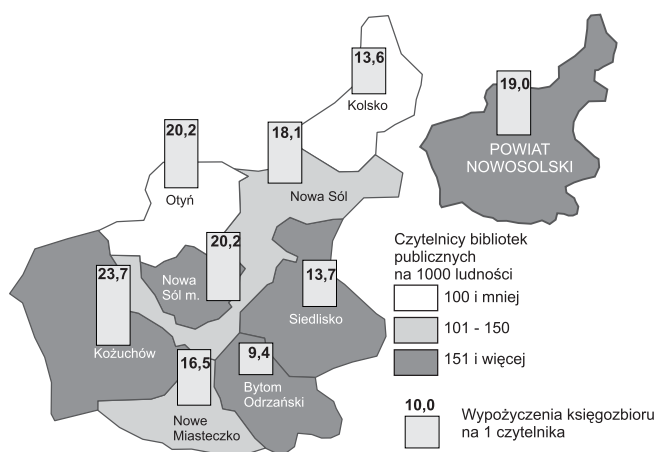 13,6
Kolsko
19,0
POWIAT
NOWOSOLSKI
20,2
Otyń
18,1
Nowa Sól
20,2
Nowa
Sól m.
23,7
Kożuchów
13,7
Siedlisko
16,5
Nowe
Miasteczko
9,4
Bytom
Odrzański
Czytelnicy bibliotek
publicznych
na 1000 ludności
100 i mniej
101 - 150
151 i więcej
10,0
Wypożyczenia księgozbioru
na 1 czytelnika